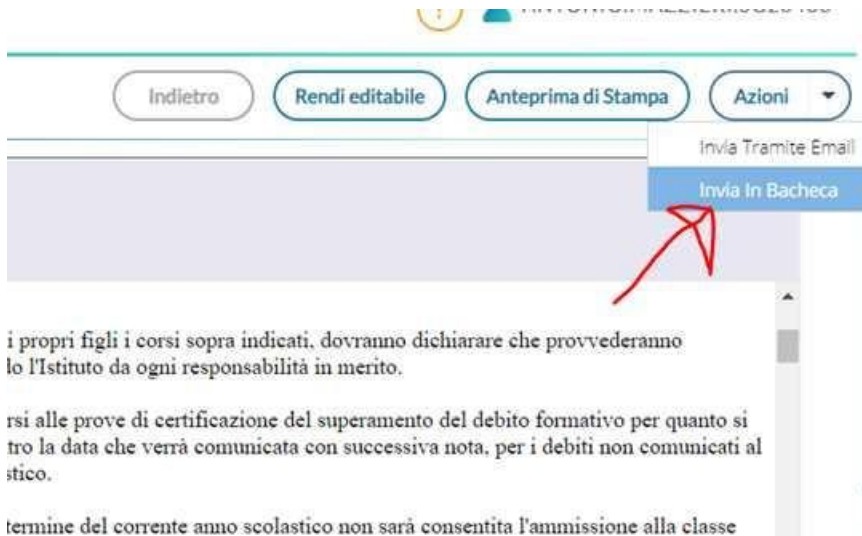 Indietro
Rendi editabile
Anteprima di Stampa
Azioni
Invia Tramite Email
Invia In Bacheca
i propri figli i corsi sopra indicati, dovranno dichiarare che provvederanno
lo l'Istituto da ogni responsabilità in merito.
rsi alle prove di certificazione del superamento del debito formativo per quanto si
tro la data che verrà comunicata con successiva nota, per i debiti non comunicati al
stico.
termine del corrente anno scolastico non sarà consentita l'ammissione alla classe